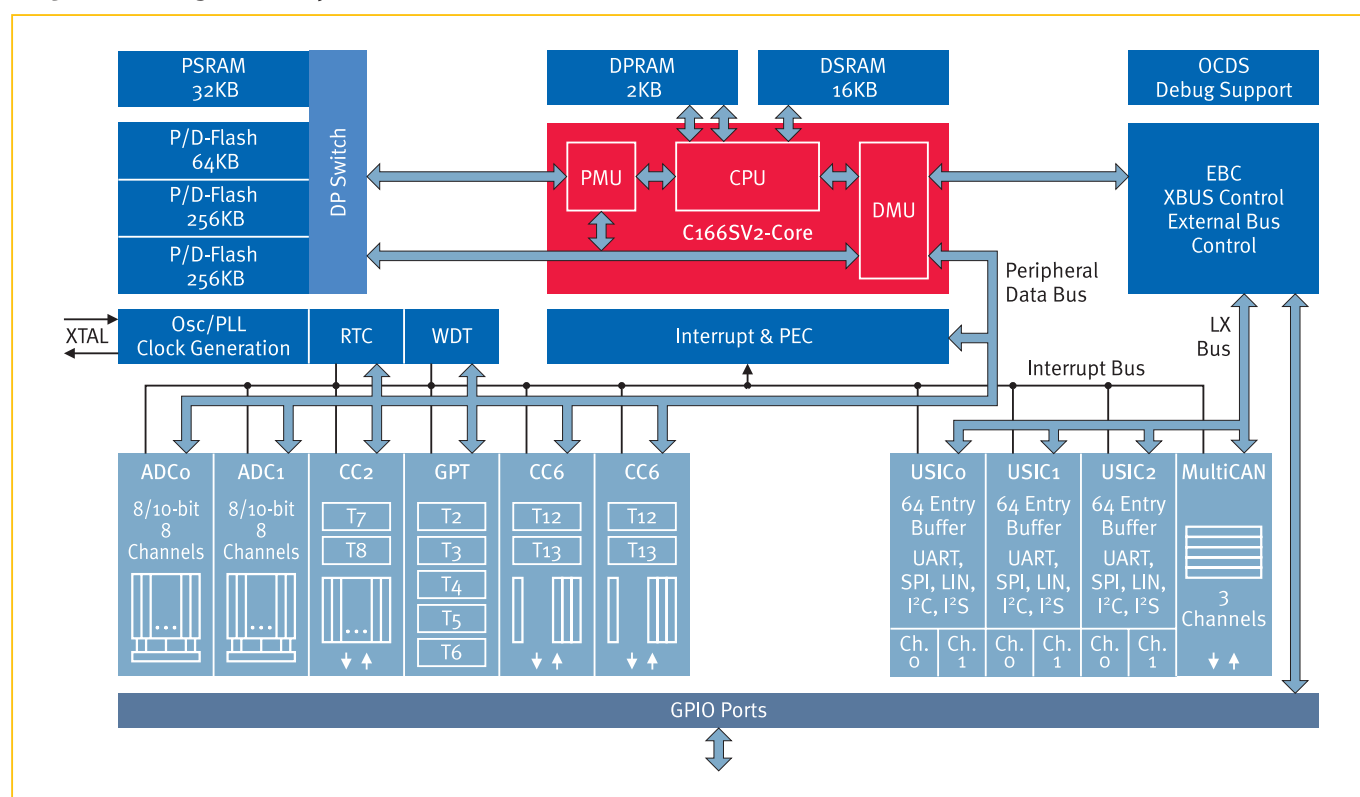 PSRAM
32KB
P/D-Flash
64KB
P/D-Flash
256KB
P/D-Flash
256KB
DP Switch
DPRAM
2KB
DSRAM
16KB
PMU
CPU
DMU
C166SV2-Core
OCDS
Debug Support
EBC
XBUS Control
External Bus
Control
Peripheral
Data Bus
LX
Bus
XTAL
Osc/PLL
Clock Generation
RTC
WDT
Interrupt & PEC
Interrupt Bus
ADC0
8/10-bit
8
Channels
ADC1
8/10-bit
8
Channels
CC2
T7
T8
GPT
T2
T3
T4
T5
T6
CC6
T12
T13
CC6
T12
T13
USIC0
64 Entry
Buffer
UART,
SPI, LIN,
I²C, I²S
Ch.
0
Ch.
1
USIC1
64 Entry
Buffer
UART,
SPI, LIN,
I²C, I²S
Ch.
0
Ch.
1
USIC2
64 Entry
Buffer
UART,
SPI, LIN,
I²C, I²S
Ch.
0
Ch.
1
MultiCAN
3
Channels
GPIO Ports